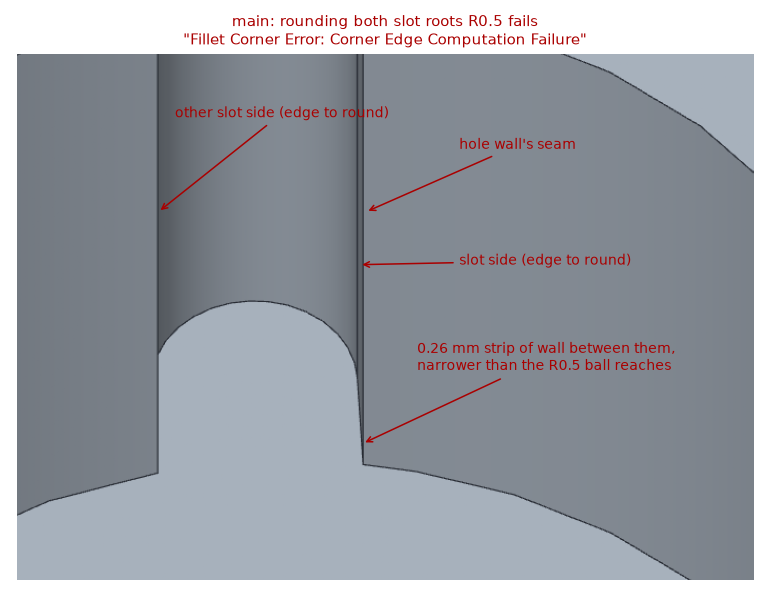 main: rounding both slot roots R0.5 fails
"Fillet Corner Error: Corner Edge Computation Failure"
other slot side (edge to round)
hole wall's seam
slot side (edge to round)
0.26 mm strip of wall between them,
narrower than the R0.5 ball reaches